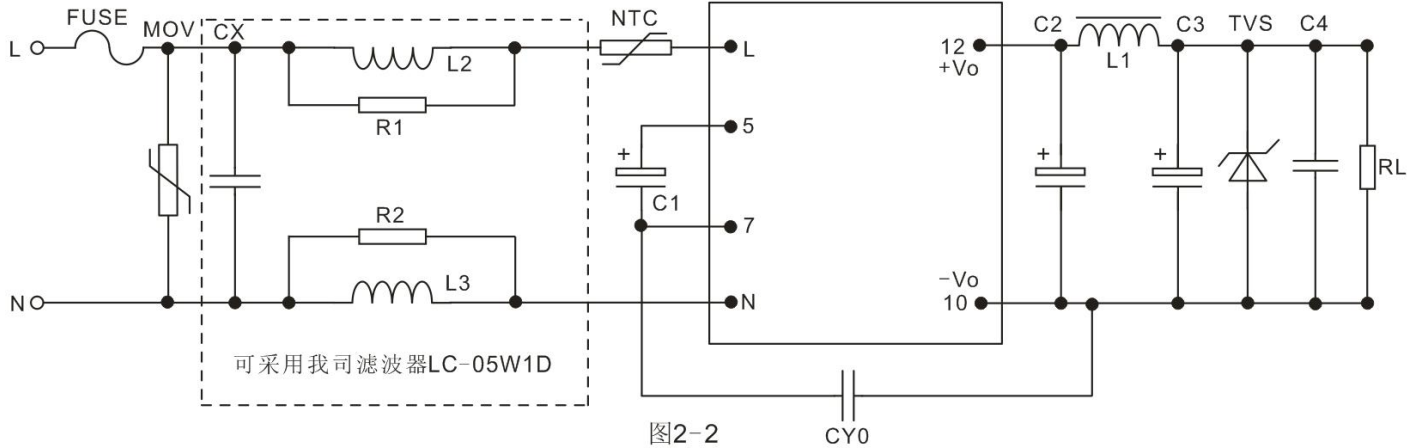 FUSE
MOV
CX
NTC
C2
C3
TVS
C4
L
L2
L
12
+Vo
L1
R1
5
+
C1
+
+
RL
R2
7
L3
-Vo
N
N
10
可采用我司滤波器LC-05W1D
图2-2
CY0